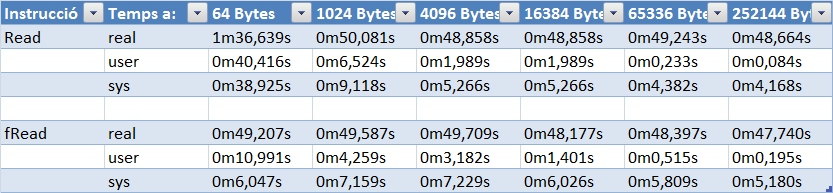 Instrucció Temps a: 64 Bytes 1024 Bytes 4096 Bytes 16384 Bytes 65336 Bytes 252144 Byt
Read real 1m36,639s 0m50,081s 0m48,858s 0m48,858s 0m49,243s 0m48,664s
user 0m40,416s 0m6,524s 0m1,989s 0m1,989s 0m0,233s 0m0,084s
sys 0m38,925s 0m9,118s 0m5,266s 0m5,266s 0m4,382s 0m4,168s
fRead real 0m49,207s 0m49,587s 0m49,709s 0m48,177s 0m48,397s 0m47,740s
user 0m10,991s 0m4,259s 0m3,182s 0m1,401s 0m0,515s 0m0,195s
sys 0m6,047s 0m7,159s 0m7,229s 0m6,026s 0m5,809s 0m5,180s